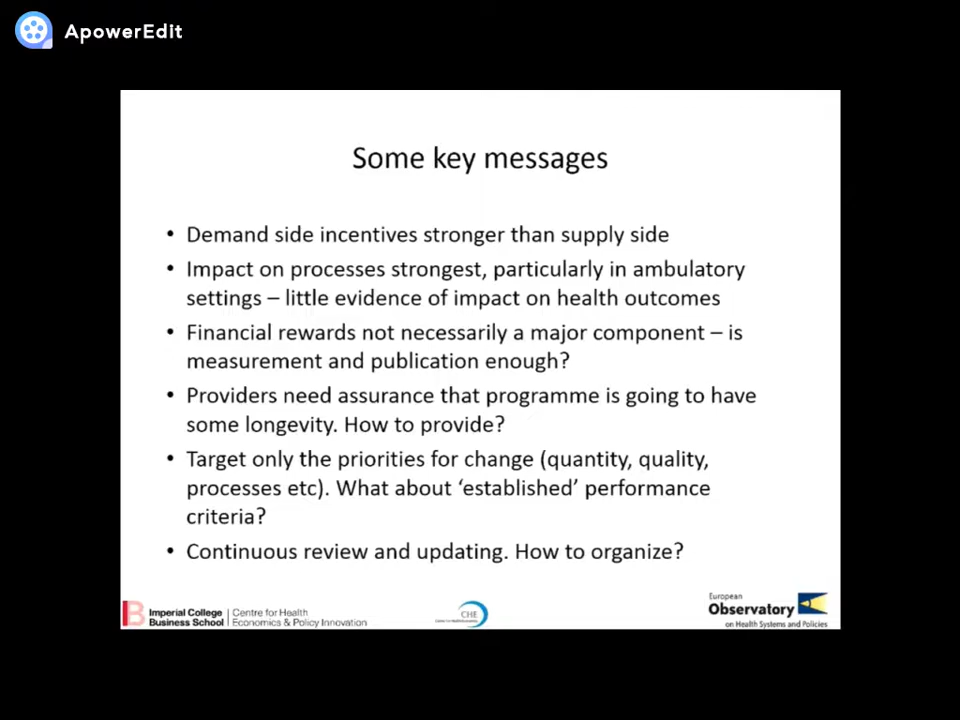 ApowerEdit
Some key messages
• Demand side incentives stronger than supply side
• Impact on processes strongest, particularly in ambulatory
settings – little evidence of impact on health outcomes
• Financial rewards not necessarily a major component – is
measurement and publication enough?
• Providers need assurance that programme is going to have
some longevity. How to provide?
• Target only the priorities for change (quantity, quality,
processes etc). What about ‘established’ performance
criteria?
• Continuous review and updating. How to organize?
Imperial College
Business School
Centre for Health
Economics & Policy Innovation
CHE
European
Observatory
on Health Systems and Policies